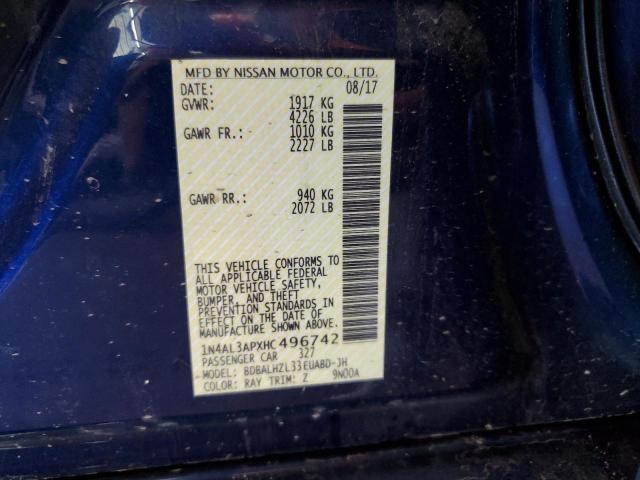 MFD BY NISSAN MOTOR CO., LTD.
DATE: 08/17
GVWR: 1917 KG
4226 LB
GAWR FR.: 1010 KG
2227 LB
GAWR RR.: 940 KG
2072 LB
THIS VEHICLE CONFORMS TO
ALL APPLICABLE FEDERAL
MOTOR VEHICLE SAFETY,
BUMPER, AND THEFT
PREVENTION STANDARDS IN
EFFECT ON THE DATE OF
MANUFACTURE SHOWN ABOVE.
1N4AL3APXHC496742
PASSENGER CAR 327
MODEL: BDBALHZL33EUABD-JH
COLOR: RAY TRIM: Z 9N00A